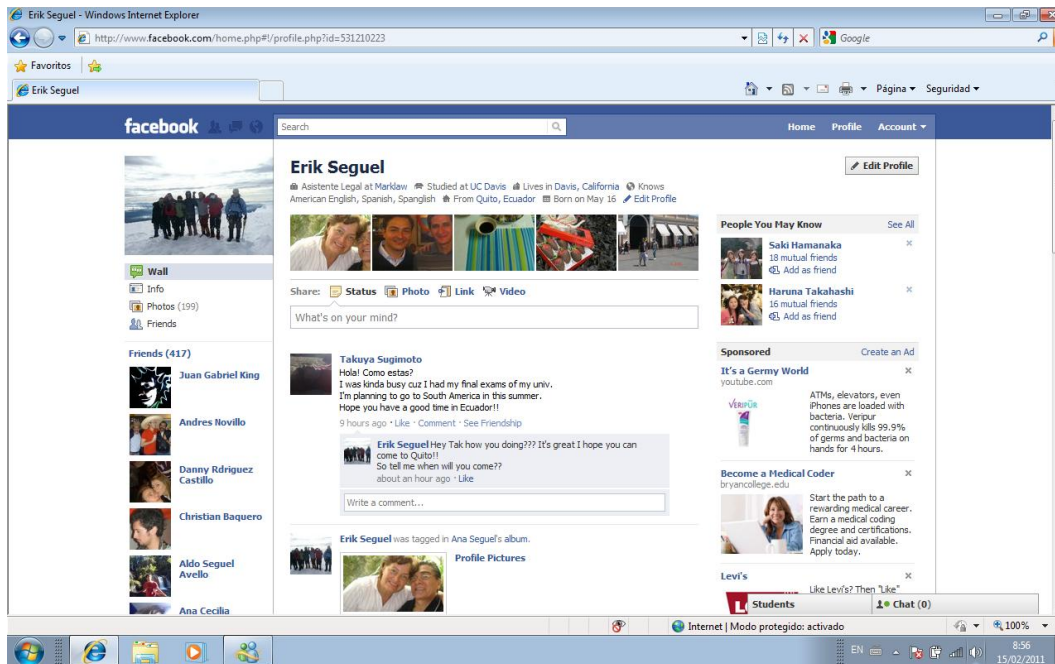 Erik Seguel - Windows Internet Explorer
http://www.facebook.com/home.php#!/profile.php?id=531210223
Google
Favoritos
Erik Seguel
Página
Seguridad
facebook
Search
Home Profile Account
Erik Seguel
Edit Profile
Asistente Legal at Marklaw Studied at UC Davis Lives in Davis, California Knows
American English, Spanish, Spanglish From Quito, Ecuador Born on May 16 Edit Profile
Wall
Info
Photos (199)
Friends
Friends (417)
Juan Gabriel King
Andres Novillo
Danny Rdriguez
Castillo
Christian Baquero
Aldo Seguel
Avello
Ana Cecilia
Share: Status Photo Link Video
What's on your mind?
Takuya Sugimoto
Hola! Como estas?
I was kinda busy cuz I had my final exams of my univ.
I'm planning to go to South America in this summer.
Hope you have a good time in Ecuador!!
9 hours ago · Like · Comment · See Friendship
Erik Seguel Hey Tak how you doing??? It's great I hope you can
come to Quito!!
So tell me when will you come??
about an hour ago · Like
Write a comment...
Erik Seguel was tagged in Ana Seguel's album.
Profile Pictures
People You May Know See All
Saki Hamanaka
18 mutual friends
Add as friend
Haruna Takahashi
16 mutual friends
Add as friend
Sponsored Create an Ad
It's a Germy World
youtube.com
VERIPŪR
ATMs, elevators, even
iPhones are loaded with
bacteria. Veripur
continuously kills 99.9%
of germs and bacteria on
hands for 4 hours.
Become a Medical Coder
bryancollege.edu
Start the path to a
rewarding medical career.
Earn a medical coding
degree and certifications.
Financial aid available.
Apply today.
Levi's
Like Levi's? Then "Like"
Students
Chat (0)
Internet | Modo protegido: activado
100%
EN
8:56
15/02/2011